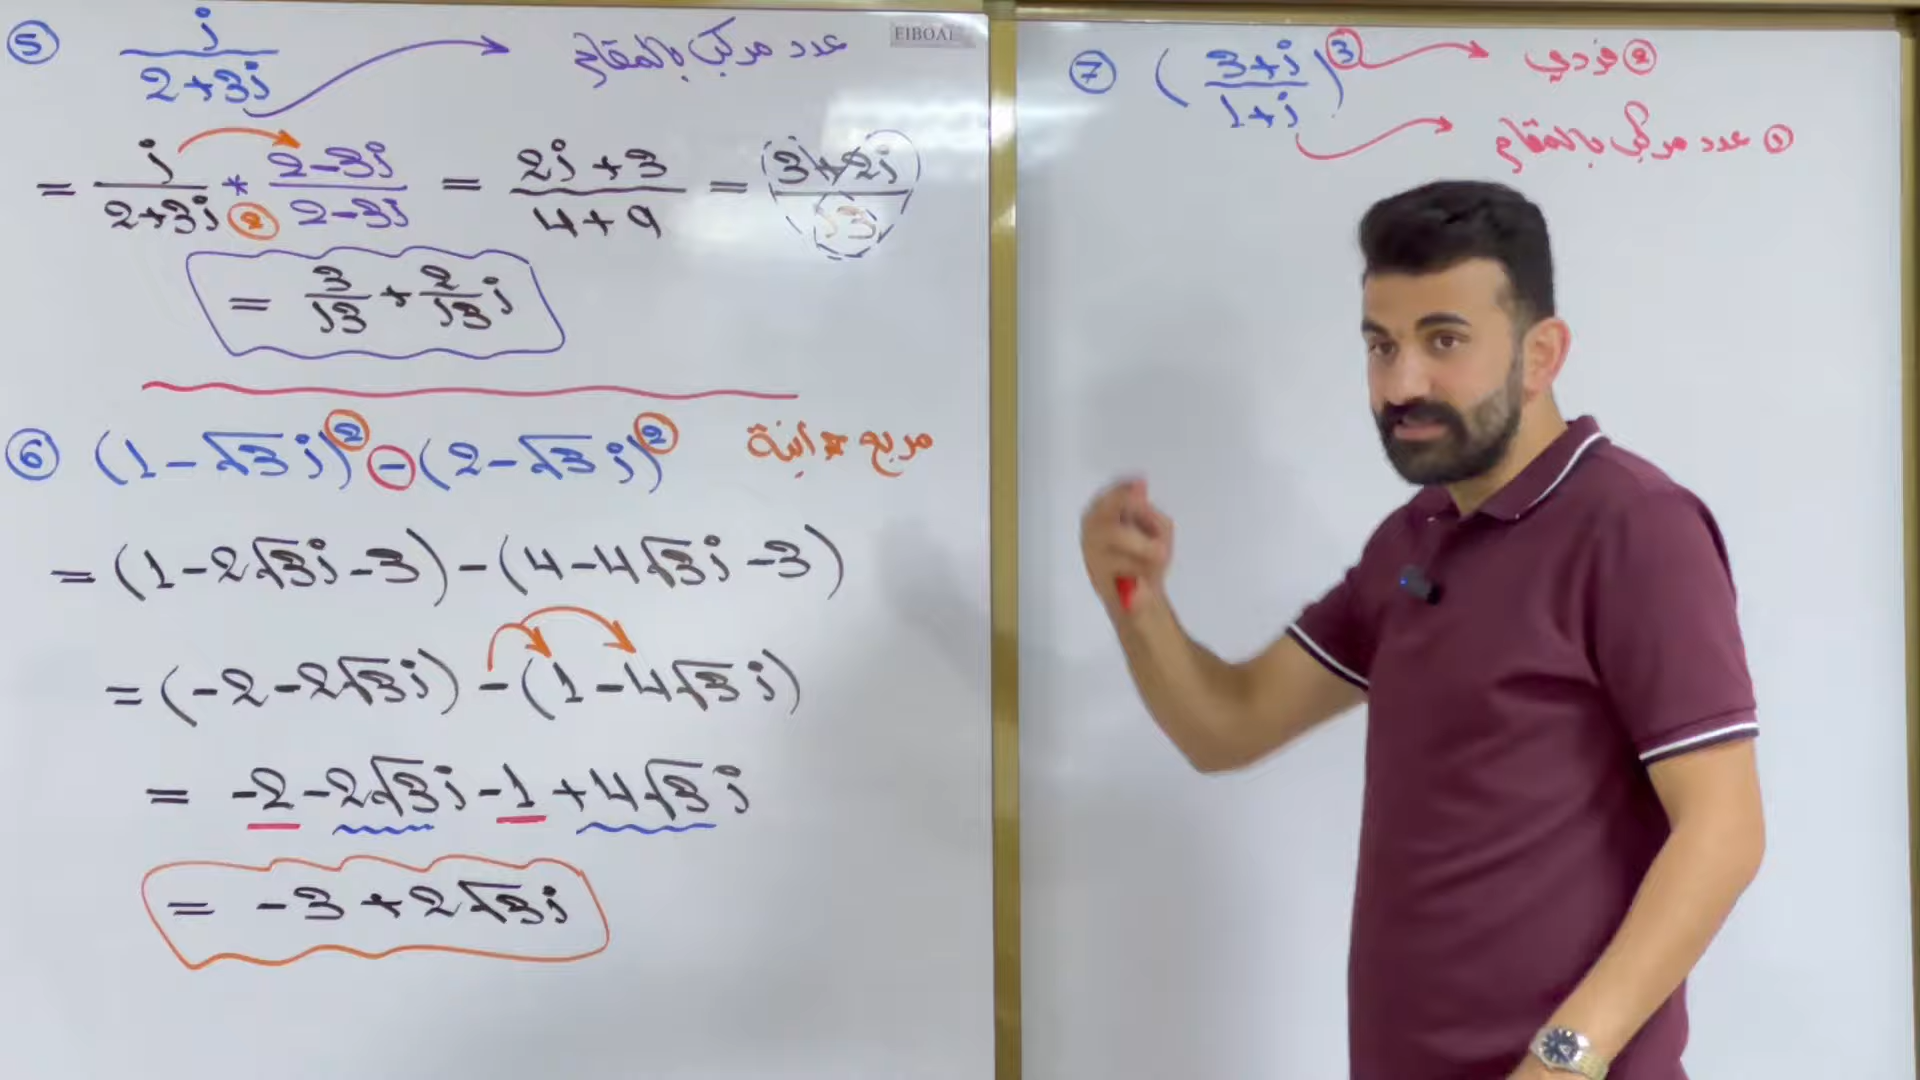 ⑤ i / 2+3i → عدد مركب بالمقام
EIBOAL
= i / 2+3i * ② 2-3i / 2-3i = 2i+3 / 4+9 = 3+2i / 13
= 3/13 + 2/13 i
⑥ (1-√3 i)² - (2-√3 i)² مربع حدانية
= (1-2√3 i-3) - (4-4√3 i-3)
= (-2-2√3 i) - (1-4√3 i)
= -2-2√3 i-1+4√3 i
= -3+2√3 i
⑦ (3+i / 1+i)³ → ② فردي
→ ① عدد مركب بالمقام